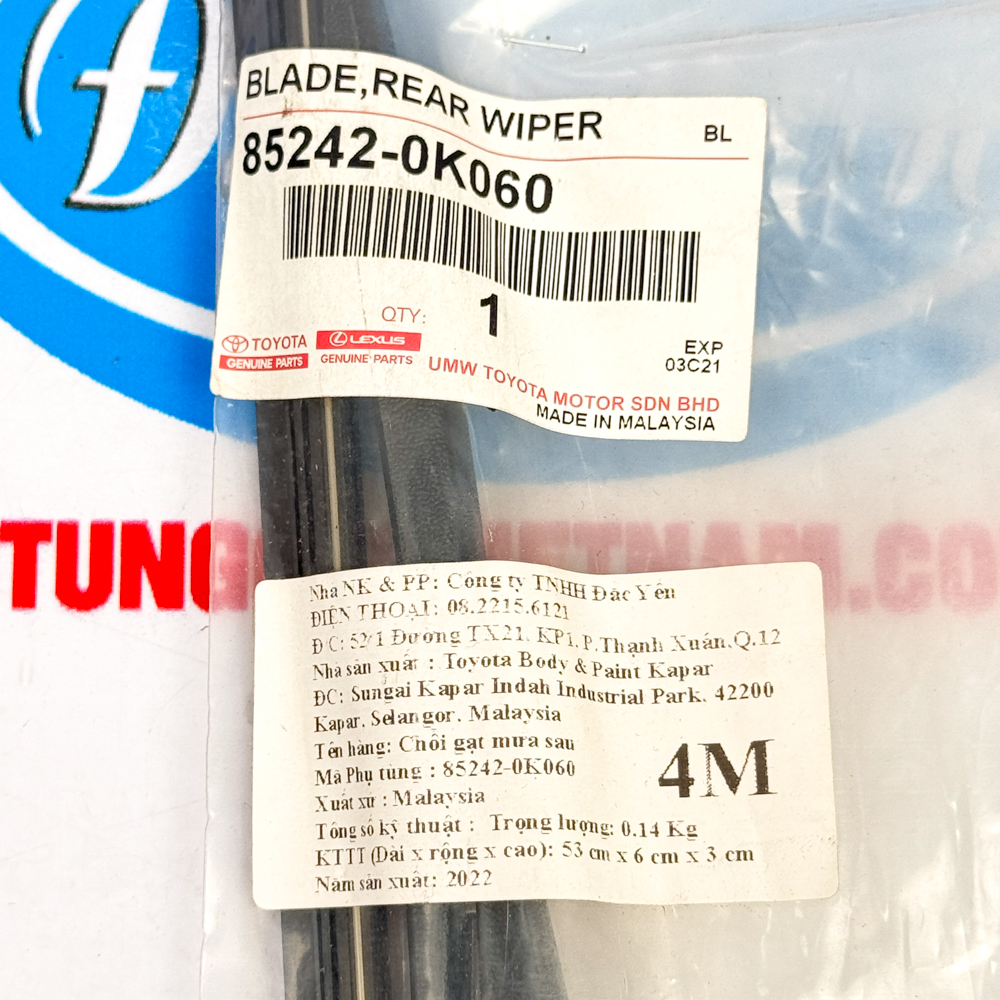 BLADE,REAR WIPER BL
85242-0K060
QTY: 1
TOYOTA
GENUINE PARTS
LEXUS
GENUINE PARTS
EXP
03C21
UMW TOYOTA MOTOR SDN BHD
MADE IN MALAYSIA
Nhà NK & PP: Công ty TNHH Đắc Yến
ĐIỆN THOẠI: 08.2215.6121
Đ/C: 52/1 Đường TX21, KP1, P.Thạnh Xuân,Q.12
Nhà sản xuất : Toyota Body & Paint Kapar
ĐC: Sungai Kapar Indah Industrial Park, 42200
Kapar, Selangor, Malaysia
Tên hàng: Chổi gạt mưa sau
Mã Phụ tùng : 85242-0K060
4M
Xuất xứ : Malaysia
Tổng số kỹ thuật : Trọng lượng: 0.14 Kg
KTTT (Dài x rộng x cao): 53 cm x 6 cm x 3 cm
Năm sản xuất: 2022